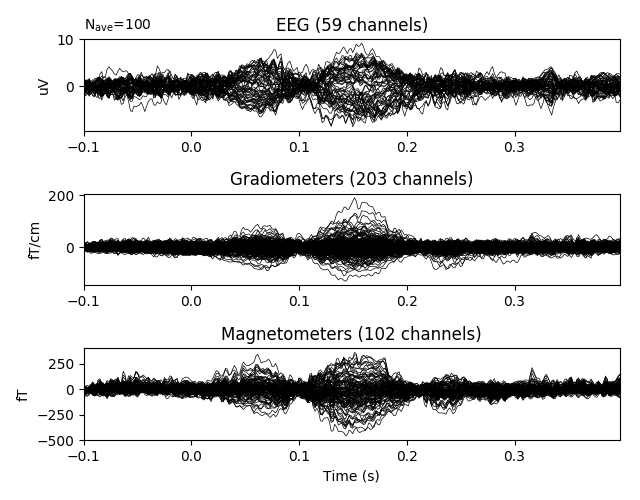 N_ave=100
EEG (59 channels)
10
0
uV
−0.1 0.0 0.1 0.2 0.3
Gradiometers (203 channels)
200
0
fT/cm
−0.1 0.0 0.1 0.2 0.3
Magnetometers (102 channels)
250
0
−250
−500
fT
−0.1 0.0 0.1 0.2 0.3
Time (s)